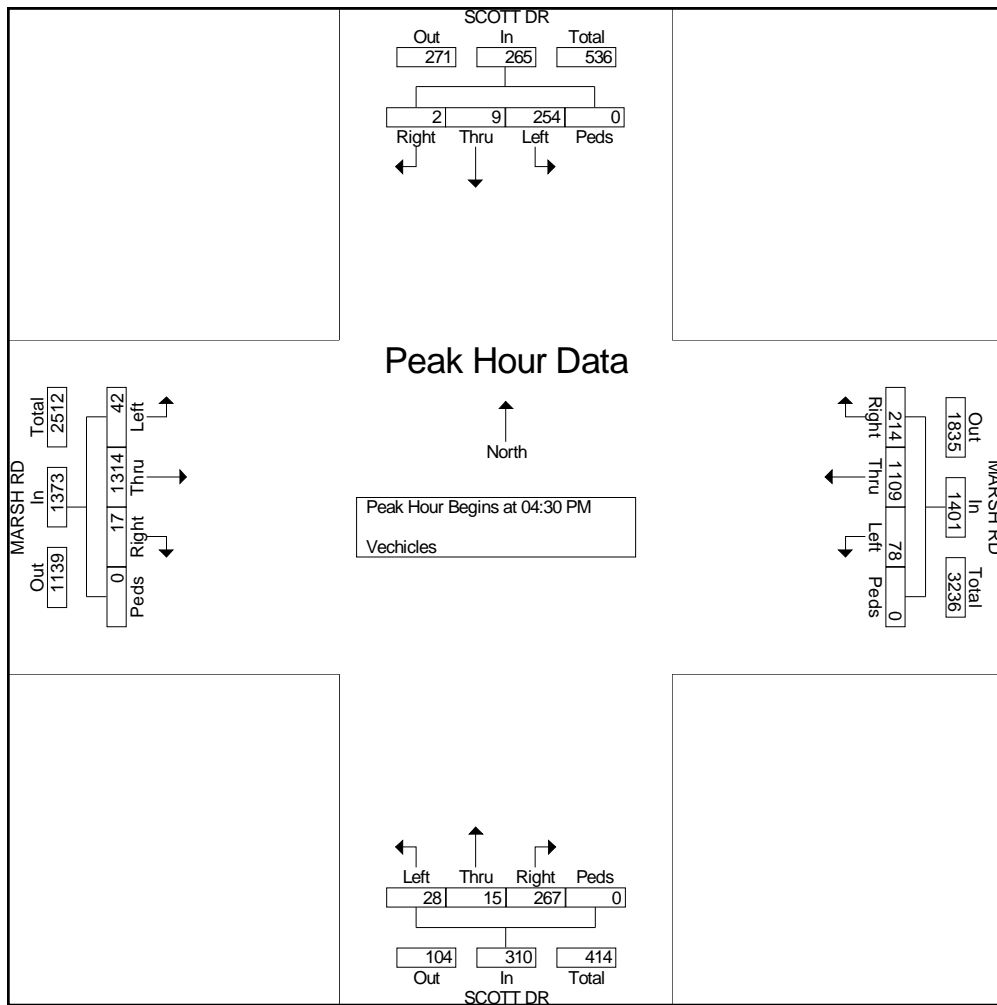 SCOTT DR
Out In Total
271 265 536
2 9 254 0
Right Thru Left Peds
Peak Hour Data
North
Peak Hour Begins at 04:30 PM
Vechicles
MARSH RD
Total In Out
2512 1373 1139
42 1314 17 0
Left Thru Right Peds
MARSH RD
Out In Total
1835 1401 3236
214 1109 78 0
Right Thru Left Peds
Left Thru Right Peds
28 15 267 0
104 310 414
Out In Total
SCOTT DR